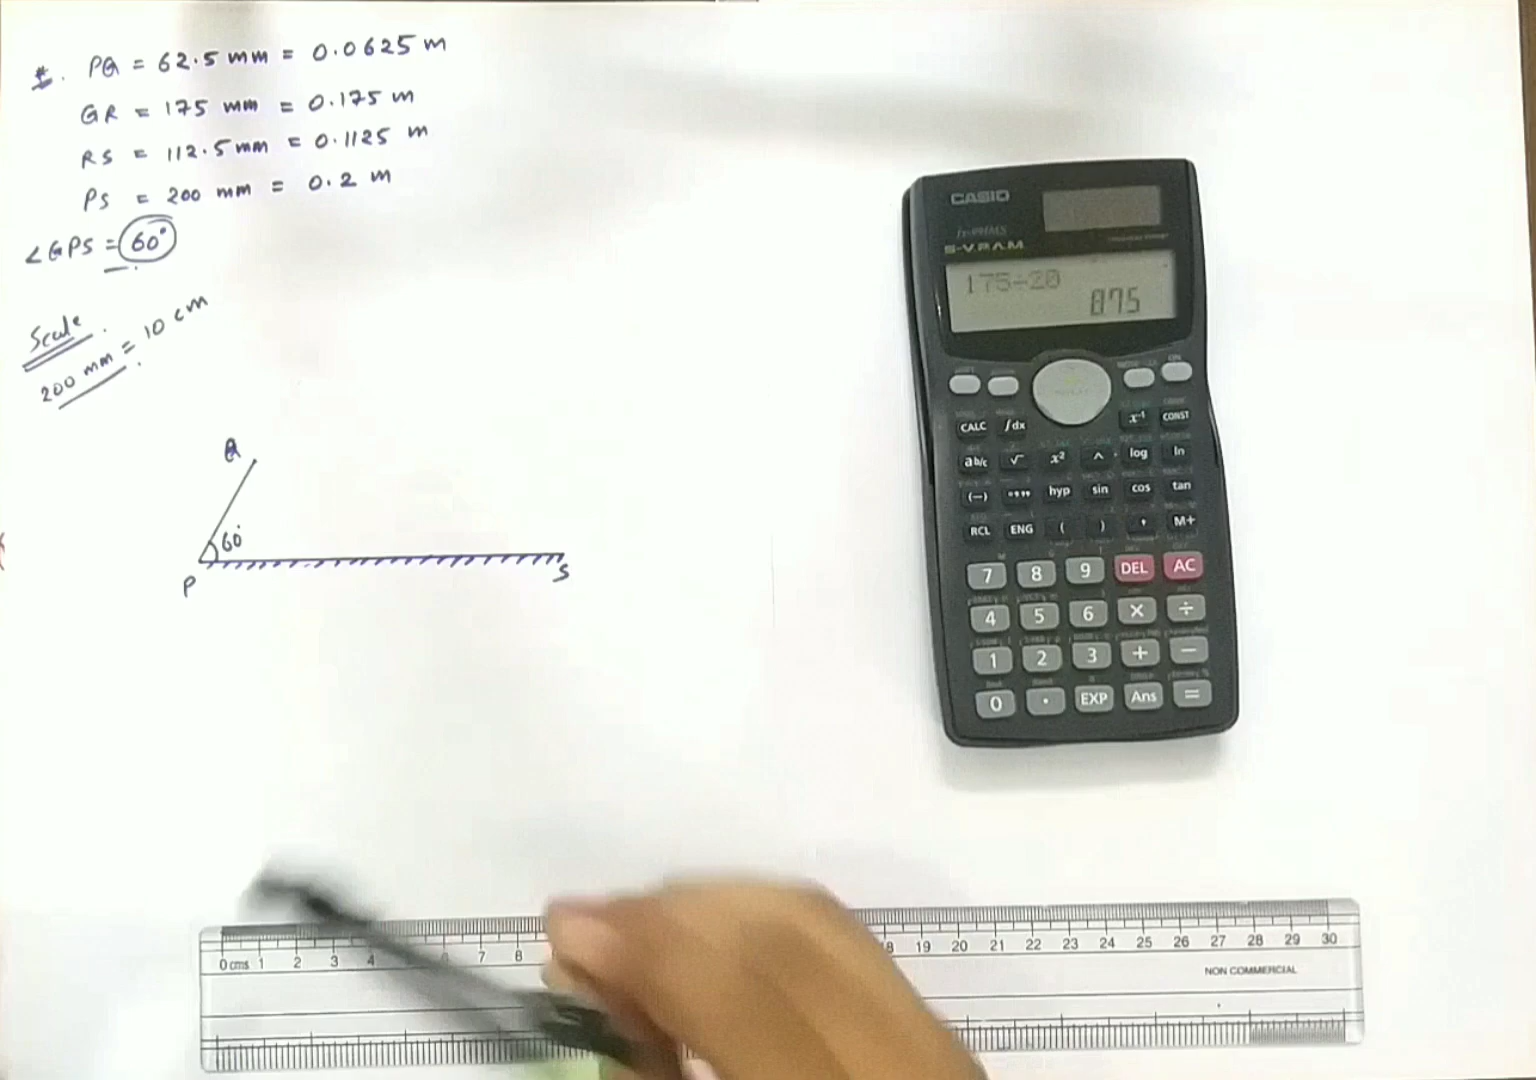 *. PQ = 62.5 mm = 0.0625 m
QR = 175 mm = 0.175 m
RS = 112.5 mm = 0.1125 m
PS = 200 mm = 0.2 m
∠QPS = 60°
Scale
200 mm = 10 cm
Q
60°
P
S
CASIO
S-V.P.A.M.
175÷20
875
CALC ∫dx x⁻¹ CONST
ab/c √ x² ^ log ln
(−) °'" hyp sin cos tan
RCL ENG ( ) , M+
7 8 9 DEL AC
4 5 6 × ÷
1 2 3 + −
0 . EXP Ans =
0 cms 1 2 3 4 6 7 8 18 19 20 21 22 23 24 25 26 27 28 29 30
NON COMMERCIAL